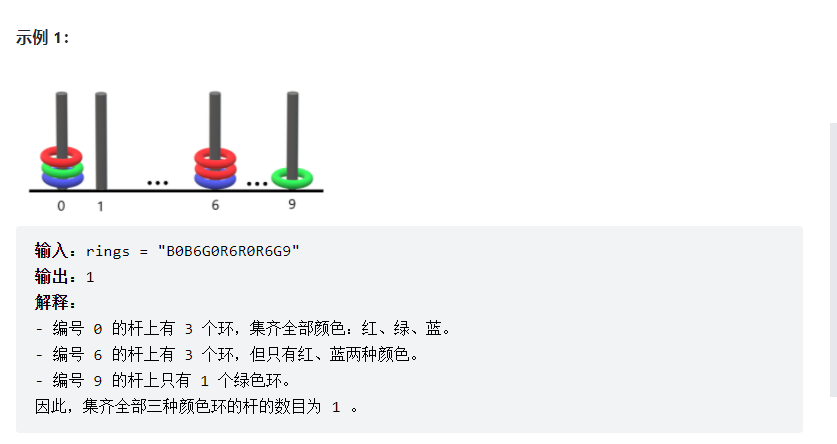 示例 1：
... ...
0 1 6 9
输入：rings = "B0B6G0R6R0R6G9"
输出：1
解释：
- 编号 0 的杆上有 3 个环，集齐全部颜色：红、绿、蓝。
- 编号 6 的杆上有 3 个环，但只有红、蓝两种颜色。
- 编号 9 的杆上只有 1 个绿色环。
因此，集齐全部三种颜色环的杆的数目为 1 。